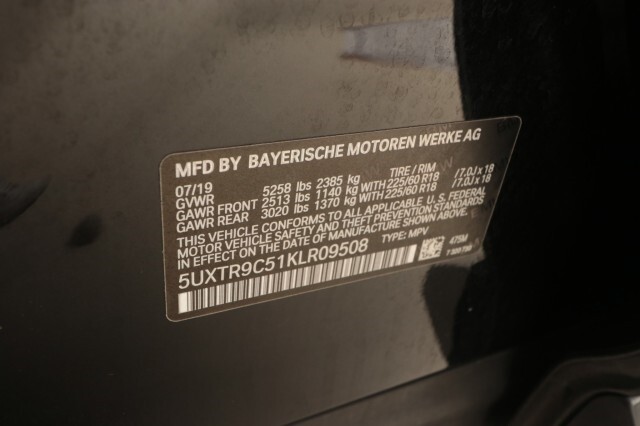 MFD BY BAYERISCHE MOTOREN WERKE AG
07/19 TIRE / RIM
GVWR 5258 lbs 2385 kg
GAWR FRONT 2513 lbs 1140 kg WITH 225/60 R18 /7.0J x 18
GAWR REAR 3020 lbs 1370 kg WITH 225/60 R18 /7.0J x 18
THIS VEHICLE CONFORMS TO ALL APPLICABLE U.S. FEDERAL
MOTOR VEHICLE SAFETY AND THEFT PREVENTION STANDARDS
IN EFFECT ON THE DATE OF MANUFACTURE SHOWN ABOVE.
5UXTR9C51KLR09508 TYPE: MPV
475M